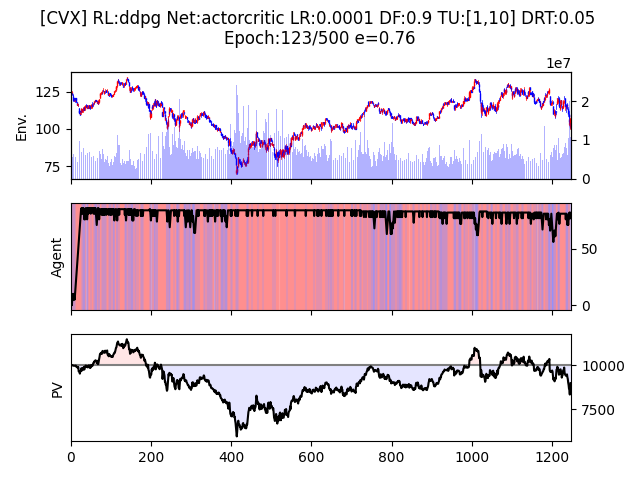 [CVX] RL:ddpg Net:actorcritic LR:0.0001 DF:0.9 TU:[1,10] DRT:0.05
Epoch:123/500 e=0.76
1e7
125
100
75
Env.
2
1
0
Agent
50
0
PV
10000
7500
0 200 400 600 800 1000 1200